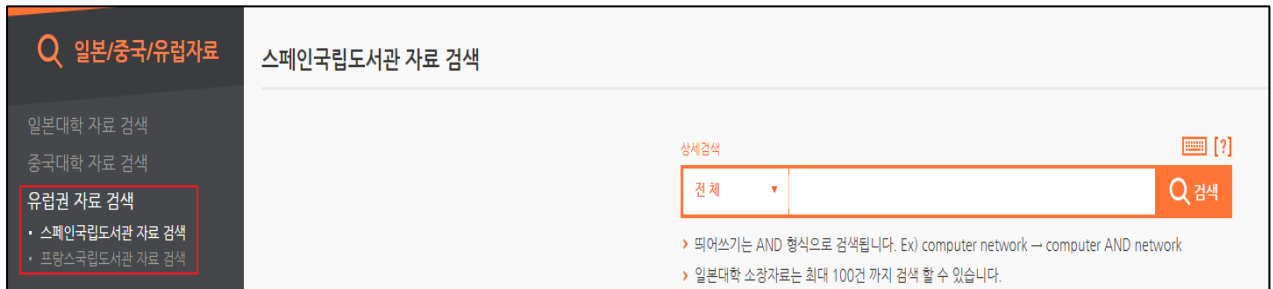 일본/중국/유럽자료
일본대학 자료 검색
중국대학 자료 검색
유럽권 자료 검색
· 스페인국립도서관 자료 검색
· 프랑스국립도서관 자료 검색
스페인국립도서관 자료 검색
상세검색
[?]
전체 ▼
검색
› 띄어쓰기는 AND 형식으로 검색됩니다. Ex) computer network → computer AND network
› 일본대학 소장자료는 최대 100건 까지 검색 할 수 있습니다.